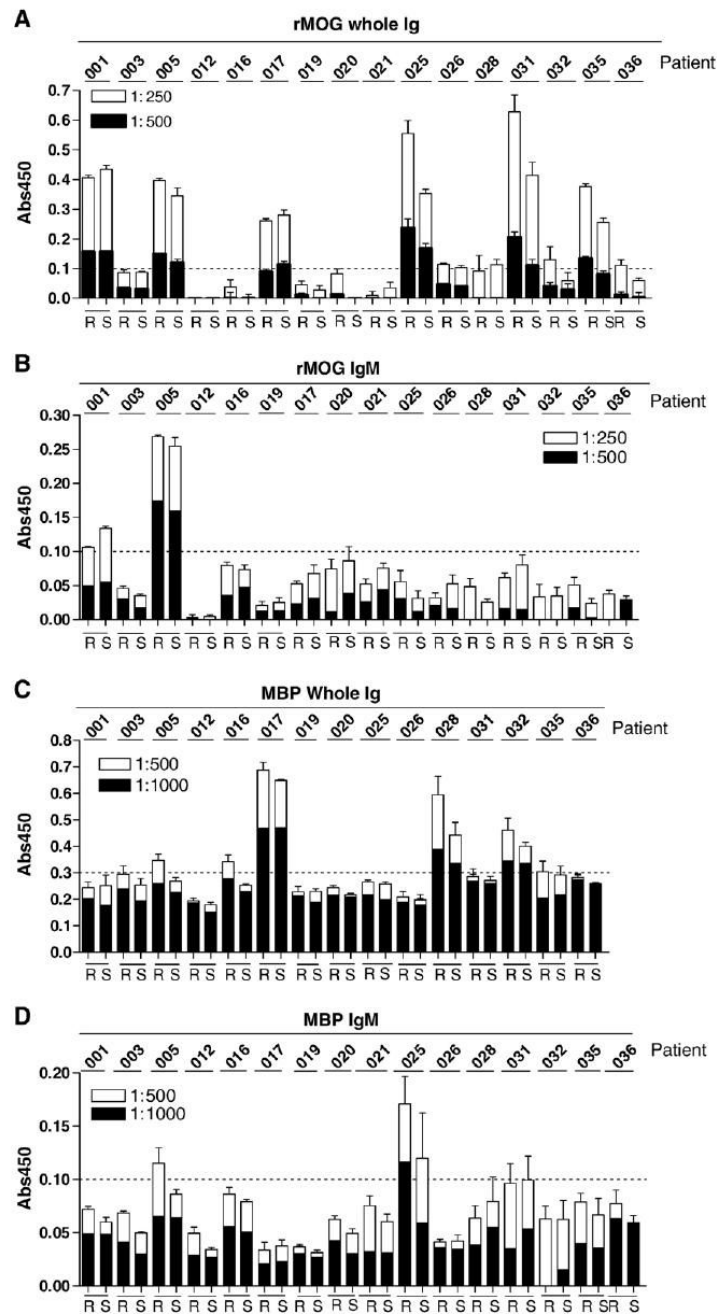 A
rMOG whole Ig
001 003 005 012 016 017 019 020 021 025 026 028 031 032 035 036 Patient
0.7
0.6
0.5
0.4
0.3
0.2
0.1
0.0
Abs450
1:250
1:500
R S R S R S R S R S R S R S R S R S R S R S R S R S R S R S R S
B
rMOG IgM
001 003 005 012 016 019 017 020 021 025 026 028 031 032 035 036 Patient
0.30
0.25
0.20
0.15
0.10
0.05
0.00
Abs450
1:250
1:500
R S R S R S R S R S R S R S R S R S R S R S R S R S R S R S R S
C
MBP Whole Ig
001 003 005 012 016 017 019 020 025 026 028 031 032 035 036 Patient
0.8
0.7
0.6
0.5
0.4
0.3
0.2
0.1
0.0
Abs450
1:500
1:1000
R S R S R S R S R S R S R S R S R S R S R S R S R S R S R S
D
MBP IgM
001 003 005 012 016 017 019 020 021 025 026 028 031 032 035 036 Patient
0.20
0.15
0.10
0.05
0.00
Abs450
1:500
1:1000
R S R S R S R S R S R S R S R S R S R S R S R S R S R S R S R S